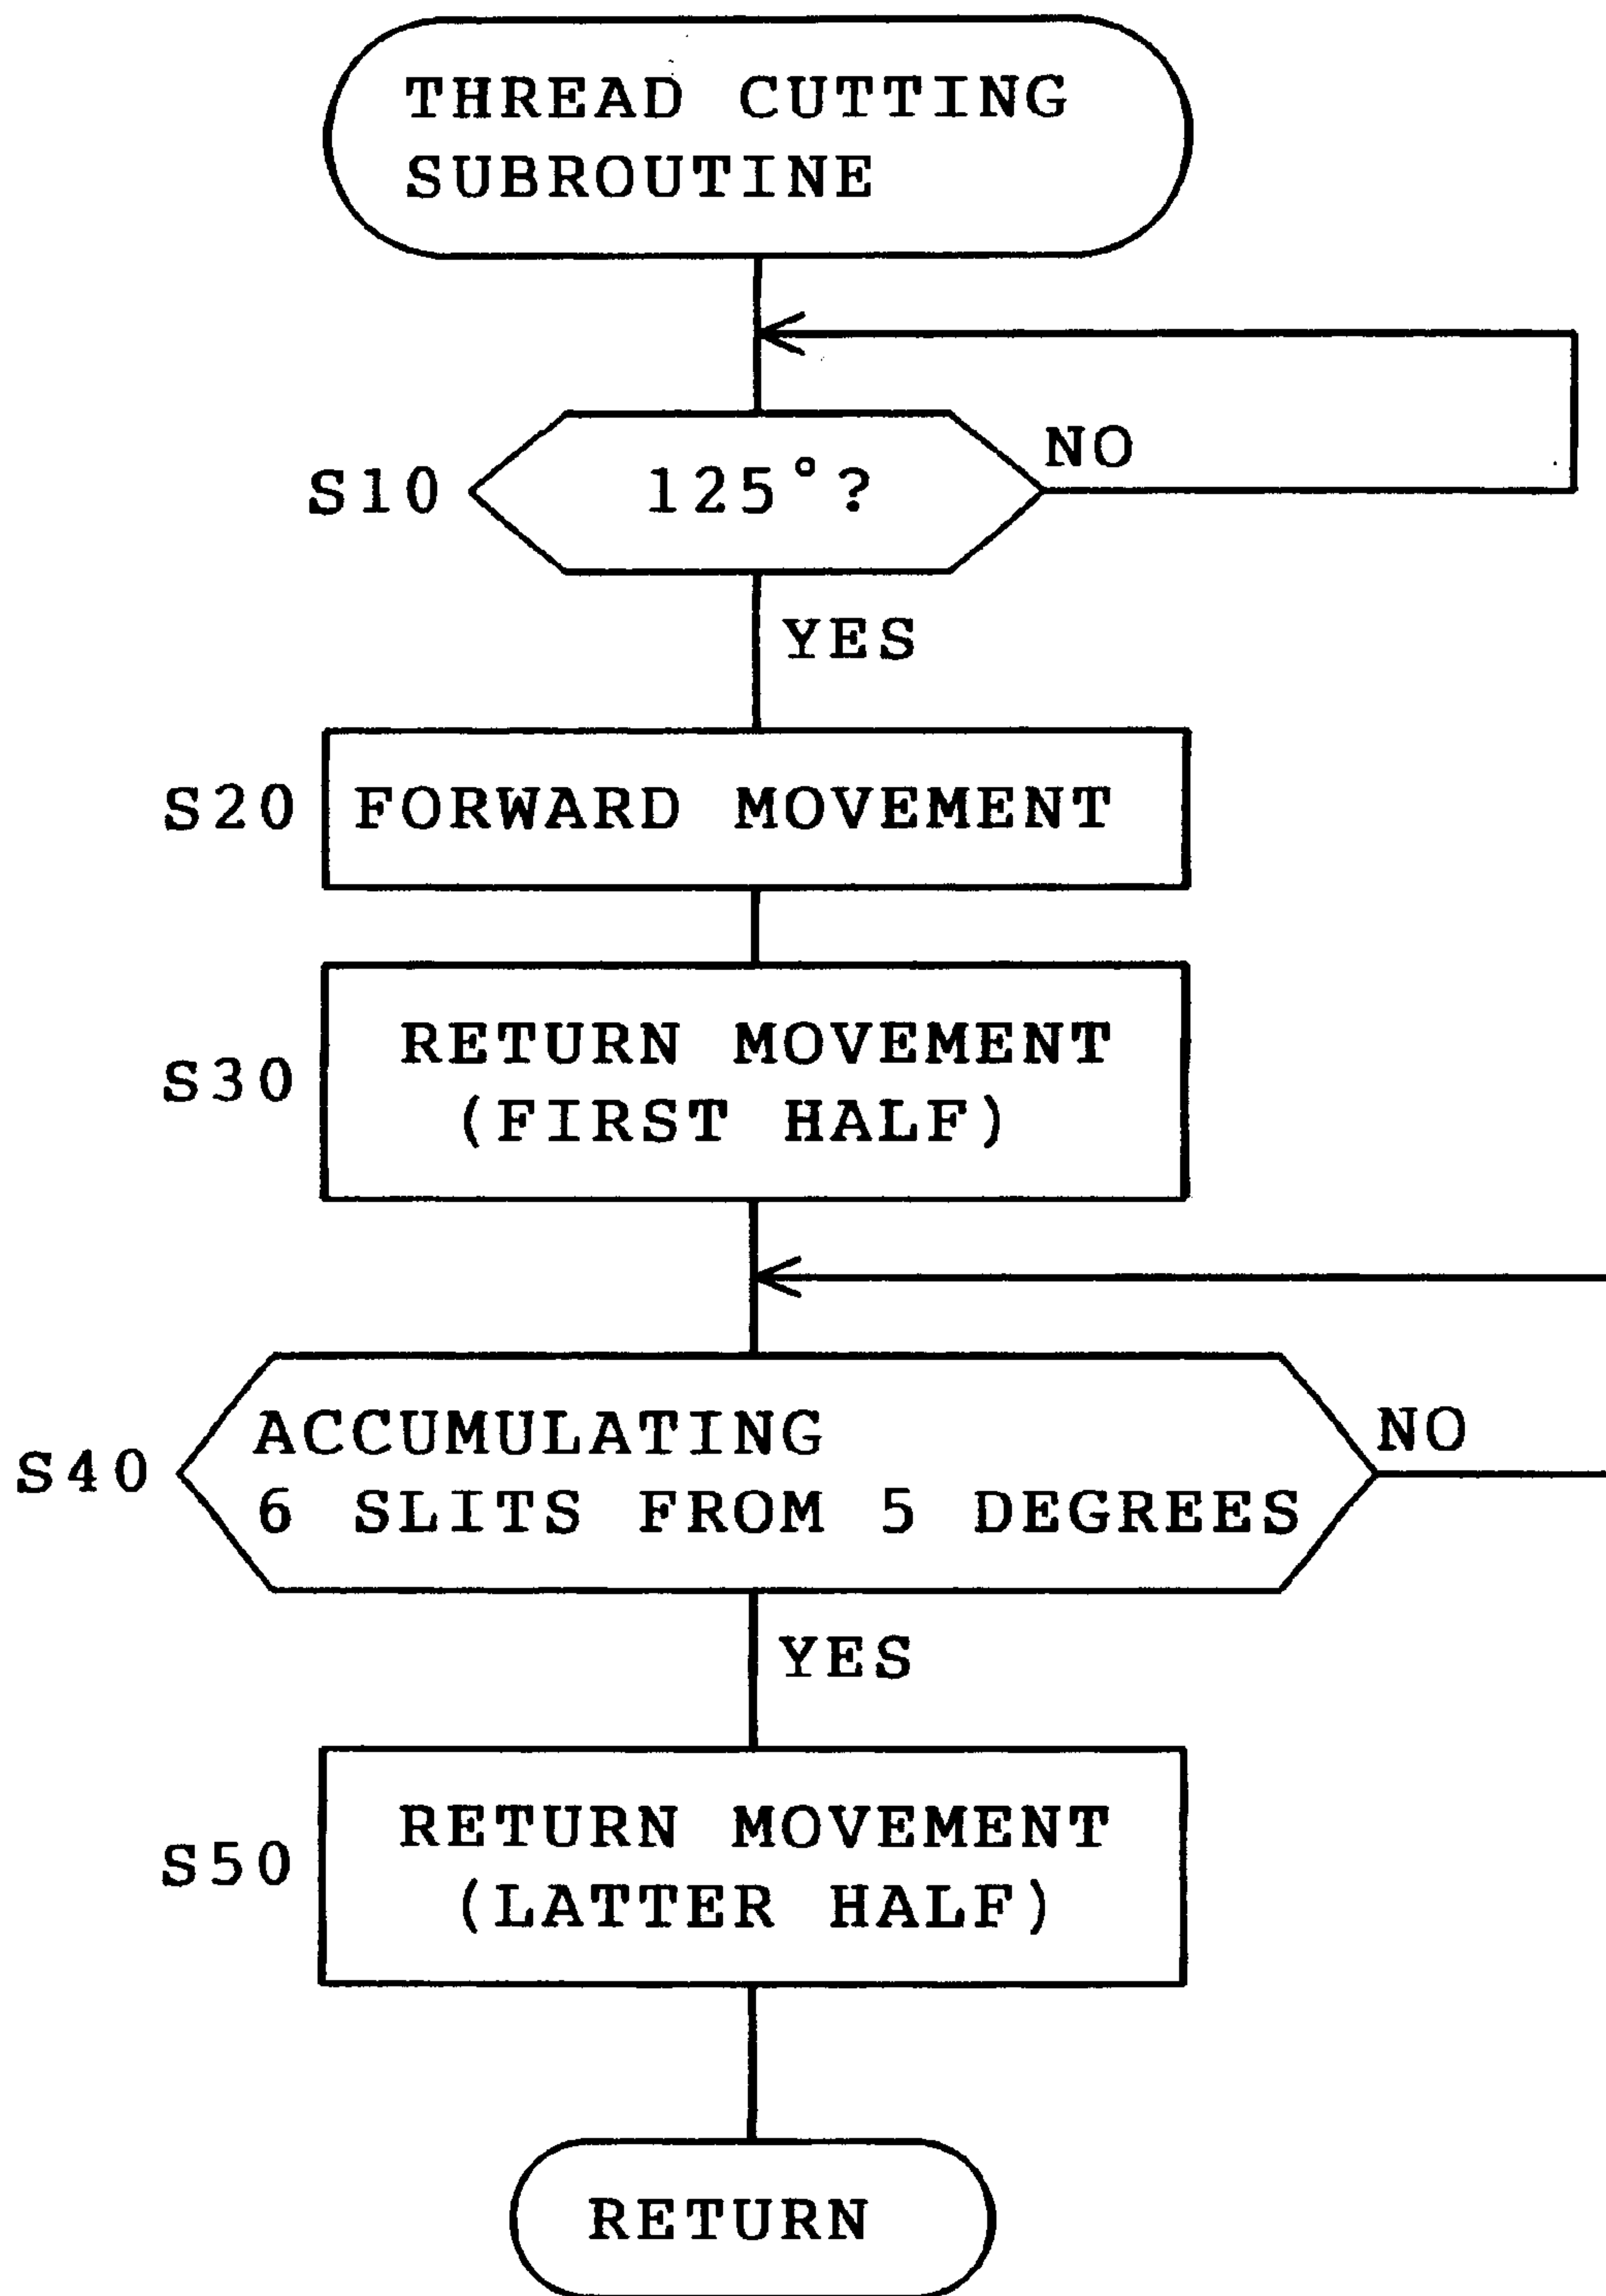 THREAD CUTTING
SUBROUTINE
S10
125°?
NO
YES
S20
FORWARD MOVEMENT
S30
RETURN MOVEMENT
(FIRST HALF)
S40
ACCUMULATING
6 SLITS FROM 5 DEGREES
NO
YES
S50
RETURN MOVEMENT
(LATTER HALF)
RETURN